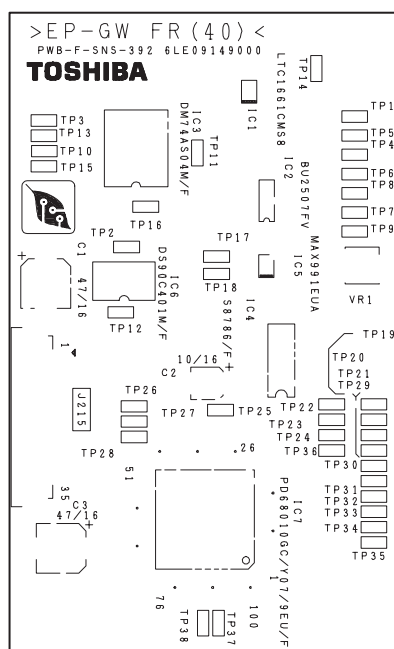 >EP-GW FR(40)<
PWB-F-SNS-392 6LE09149000
TOSHIBA
TP14
LTC1661CMS8
IC1
TP3
TP13
TP10
TP15
IC3
DM74AS04M/F
TP11
IC2
BU2507FV
TP1
TP5
TP4
TP6
TP8
TP7
TP9
TP16
TP2
TP17
TP18
MAX991EUA
IC5
VR1
C1
+
47/16
IC6
DS90C401M/F
TP12
IC4
S8786/F
TP19
TP20
TP21
TP29
1
10/16
+
C2
J215
TP26
TP27
TP25
TP22
TP23
TP24
TP36
TP28
26
51
TP30
TP31
TP32
TP33
TP34
TP35
35
C3
47/16
+
IC7
PD68010GC/Y07/9EU/F
1
76
100
TP38
TP37